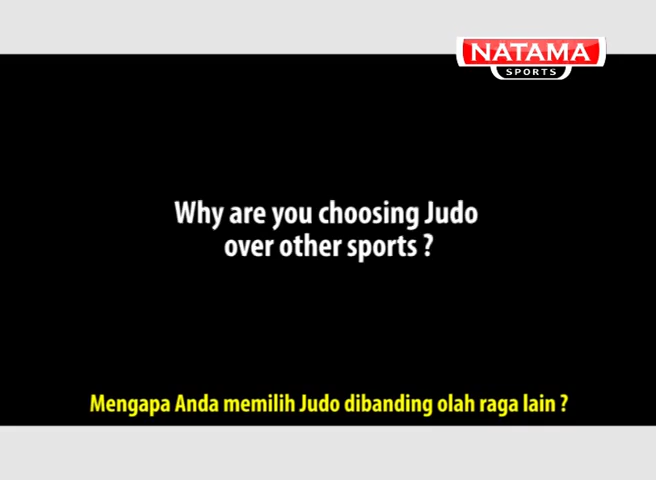 NATAMA
SPORTS
Why are you choosing Judo
over other sports ?
Mengapa Anda memilih Judo dibanding olah raga lain ?